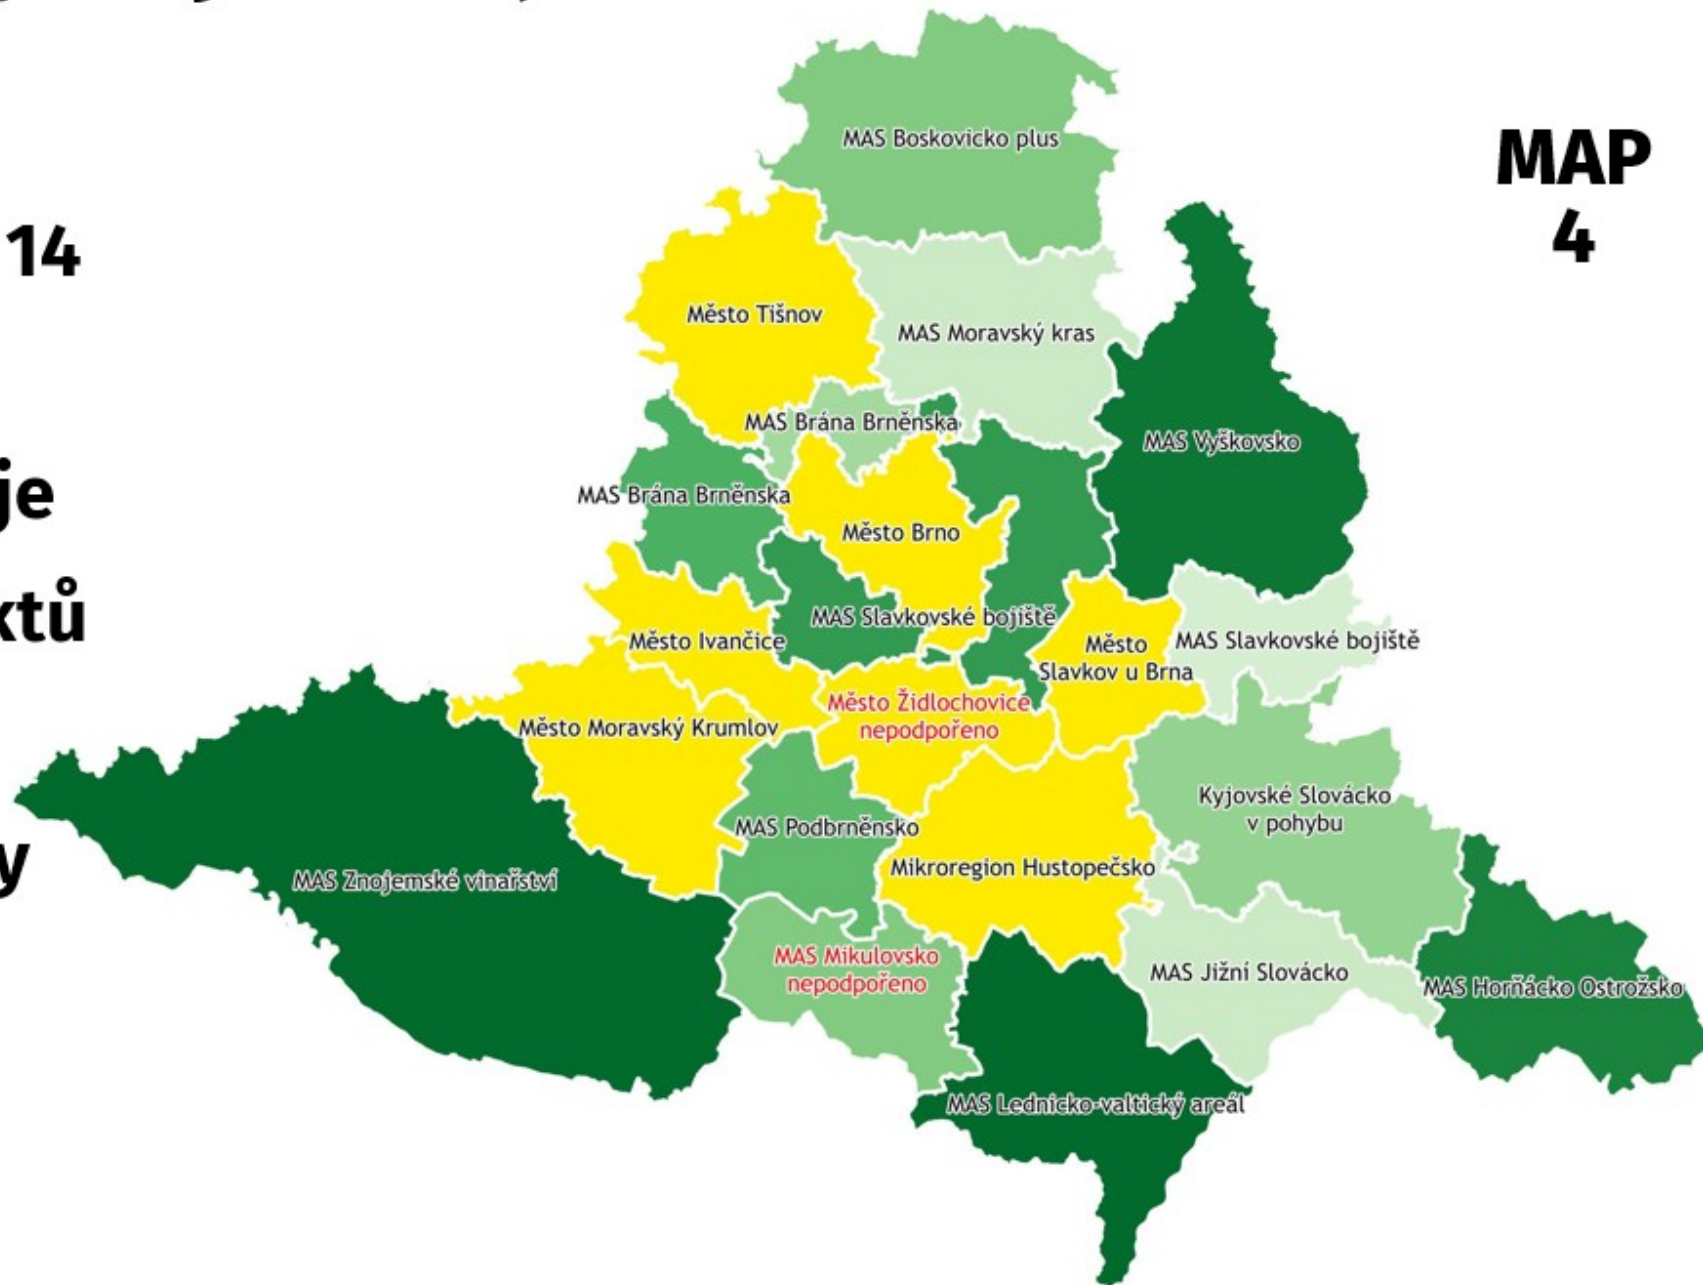 MAP
4
14
je
ktů
y
MAS Boskovicko plus
Město Tišnov
MAS Moravský kras
MAS Brána Brněnska
MAS Vyškovsko
MAS Brána Brněnska
Město Brno
MAS Slavkovské bojiště
Město Ivančice
Město
Slavkov u Brna
MAS Slavkovské bojiště
Město Židlochovice
nepodpořeno
Město Moravský Krumlov
Kyjovské Slovácko
v pohybu
MAS Podbrněnsko
Mikroregion Hustopečsko
MAS Znojemské vinařství
MAS Mikulovsko
nepodpořeno
MAS Jižní Slovácko
MAS Horňácko Ostrožsko
MAS Lednicko-valtický areál